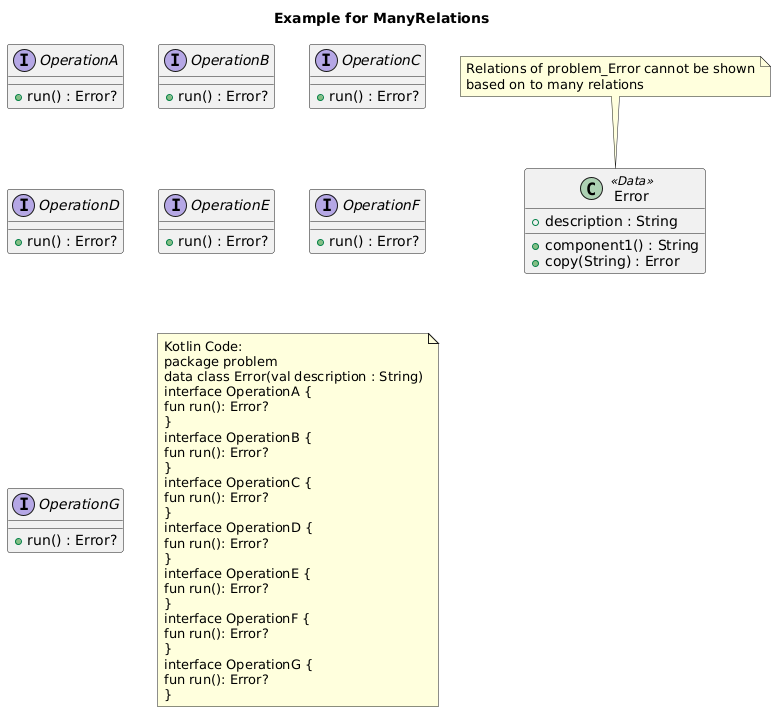 Example for ManyRelations
I OperationA
run() : Error?
I OperationB
run() : Error?
I OperationC
run() : Error?
Relations of problem_Error cannot be shown
based on to many relations
I OperationD
run() : Error?
I OperationE
run() : Error?
I OperationF
run() : Error?
C «Data»
Error
description : String
component1() : String
copy(String) : Error
I OperationG
run() : Error?
Kotlin Code:
package problem
data class Error(val description : String)
interface OperationA {
fun run(): Error?
}
interface OperationB {
fun run(): Error?
}
interface OperationC {
fun run(): Error?
}
interface OperationD {
fun run(): Error?
}
interface OperationE {
fun run(): Error?
}
interface OperationF {
fun run(): Error?
}
interface OperationG {
fun run(): Error?
}